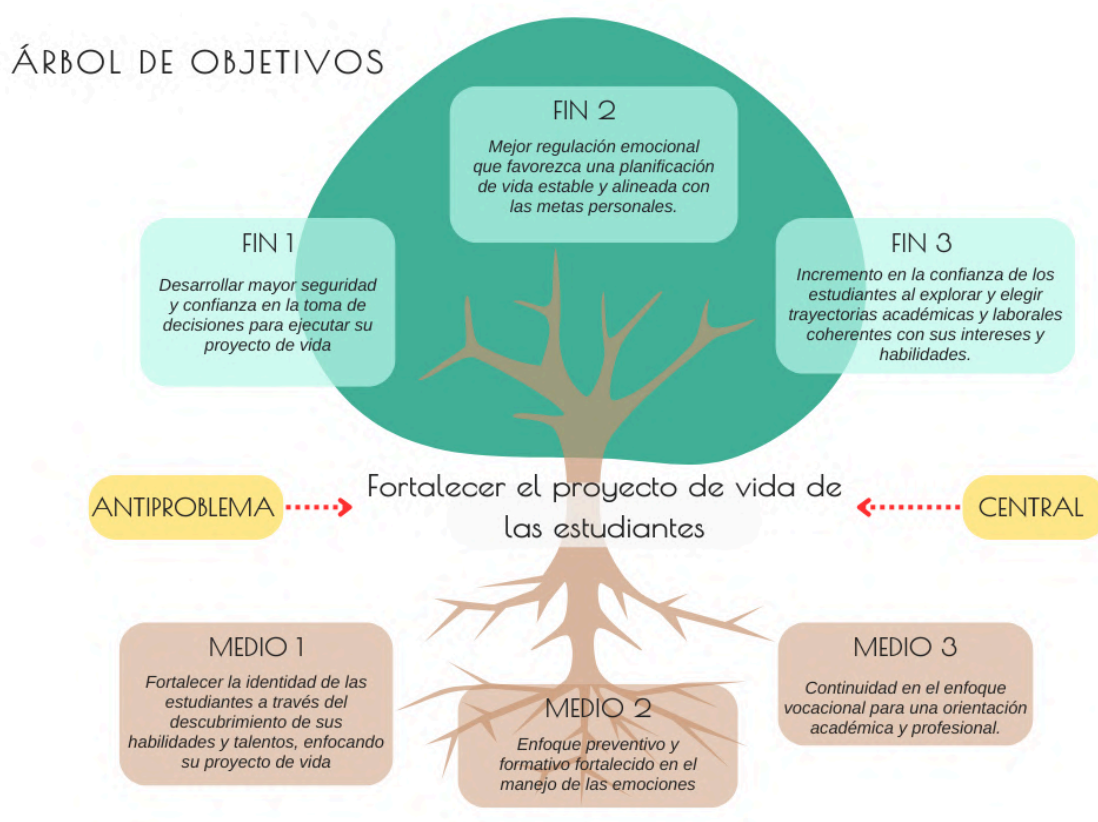 ÁRBOL DE OBJETIVOS
FIN 2
Mejor regulación emocional
que favorezca una planificación
de vida estable y alineada con
las metas personales.
FIN 1
Desarrollar mayor seguridad
y confianza en la toma de
decisiones para ejecutar su
proyecto de vida
FIN 3
Incremento en la confianza de los
estudiantes al explorar y elegir
trayectorias académicas y laborales
coherentes con sus intereses y
habilidades.
ANTIPROBLEMA
Fortalecer el proyecto de vida de
las estudiantes
CENTRAL
MEDIO 1
Fortalecer la identidad de las
estudiantes a través del
descubrimiento de sus
habilidades y talentos, enfocando
su proyecto de vida
MEDIO 2
Enfoque preventivo y
formativo fortalecido en el
manejo de las emociones
MEDIO 3
Continuidad en el enfoque
vocacional para una orientación
académica y profesional.